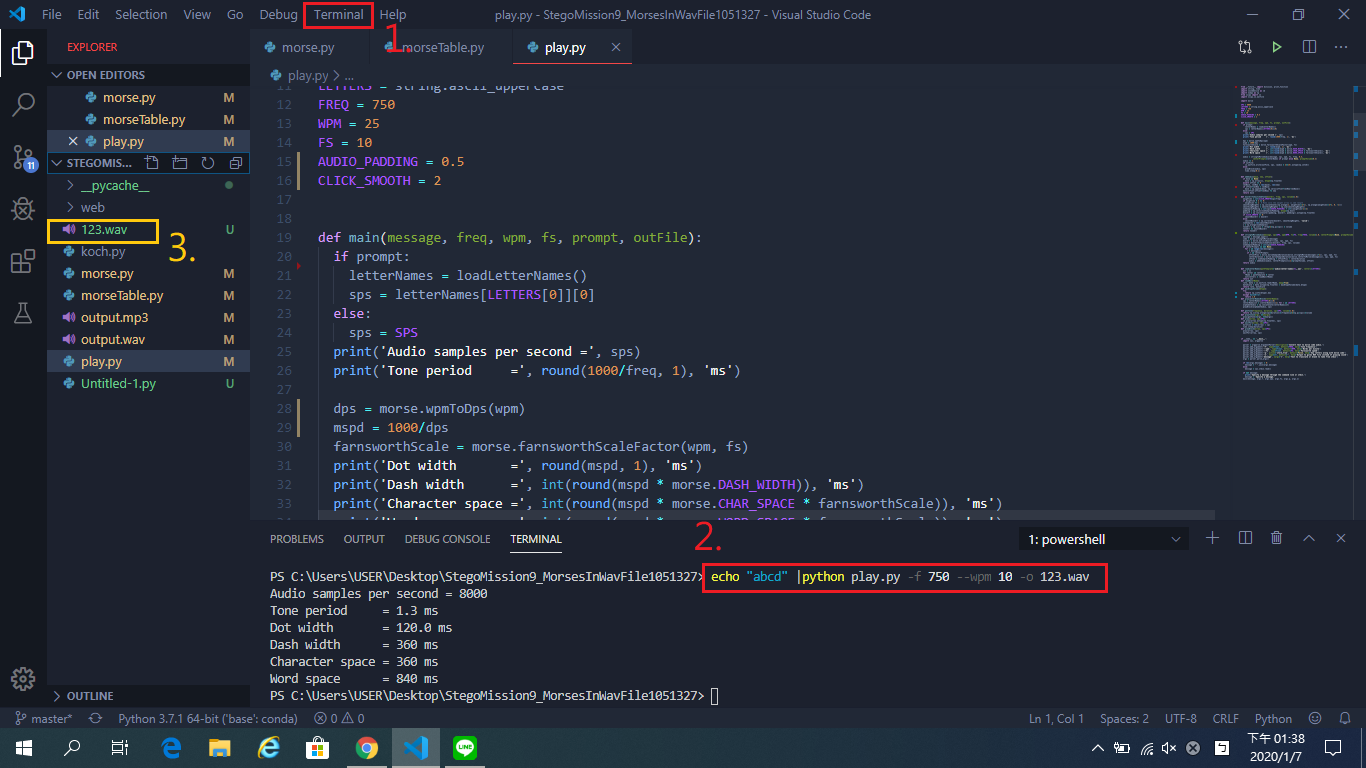 File Edit Selection View Go Debug Terminal Help
play.py - StegoMission9_MorsesInWavFile1051327 - Visual Studio Code
1.
EXPLORER
OPEN EDITORS
morse.py M
morseTable.py M
play.py M
STEGOMIS...
__pycache__
web
123.wav U
3.
koch.py
morse.py M
morseTable.py M
output.mp3 M
output.wav M
play.py M
Untitled-1.py U
OUTLINE
11
morse.py morseTable.py play.py
play.py > ...
11 LETTERS = string.ascii_uppercase
12 FREQ = 750
13 WPM = 25
14 FS = 10
15 AUDIO_PADDING = 0.5
16 CLICK_SMOOTH = 2
17
18
19 def main(message, freq, wpm, fs, prompt, outFile):
20 if prompt:
21 letterNames = loadLetterNames()
22 sps = letterNames[LETTERS[0]][0]
23 else:
24 sps = SPS
25 print('Audio samples per second =', sps)
26 print('Tone period     =', round(1000/freq, 1), 'ms')
27
28 dps = morse.wpmToDps(wpm)
29 mspd = 1000/dps
30 farnsworthScale = morse.farnsworthScaleFactor(wpm, fs)
31 print('Dot width       =', round(mspd, 1), 'ms')
32 print('Dash width      =', int(round(mspd * morse.DASH_WIDTH)), 'ms')
33 print('Character space =', int(round(mspd * morse.CHAR_SPACE * farnsworthScale)), 'ms')
PROBLEMS OUTPUT DEBUG CONSOLE TERMINAL
2.
1: powershell
PS C:\Users\USER\Desktop\StegoMission9_MorsesInWavFile1051327> echo "abcd" |python play.py -f 750 --wpm 10 -o 123.wav
Audio samples per second = 8000
Tone period     = 1.3 ms
Dot width       = 120.0 ms
Dash width      = 360 ms
Character space = 360 ms
Word space      = 840 ms
PS C:\Users\USER\Desktop\StegoMission9_MorsesInWavFile1051327>
master* Python 3.7.1 64-bit ('base': conda) 0 0
Ln 1, Col 1 Spaces: 2 UTF-8 CRLF Python
LINE
下午 01:38
2020/1/7